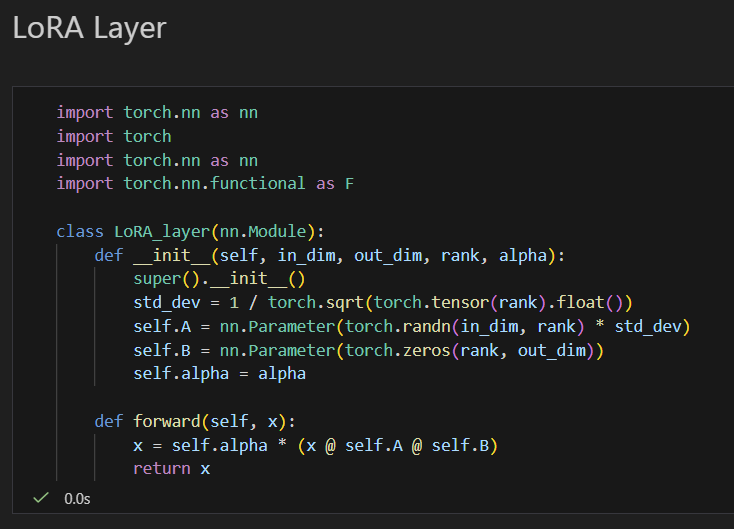 LoRA Layer
import torch.nn as nn
import torch
import torch.nn as nn
import torch.nn.functional as F
class LoRA_layer(nn.Module):
def __init__(self, in_dim, out_dim, rank, alpha):
super().__init__()
std_dev = 1 / torch.sqrt(torch.tensor(rank).float())
self.A = nn.Parameter(torch.randn(in_dim, rank) * std_dev)
self.B = nn.Parameter(torch.zeros(rank, out_dim))
self.alpha = alpha
def forward(self, x):
x = self.alpha * (x @ self.A @ self.B)
return x
0.0s